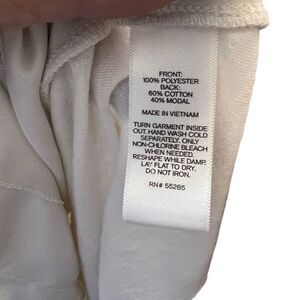 FRONT:
100% POLYESTER
BACK:
60% COTTON
40% MODAL
MADE IN VIETNAM
TURN GARMENT INSIDE
OUT. HAND WASH COLD
SEPARATELY. ONLY
NON-CHLORINE BLEACH
WHEN NEEDED.
RESHAPE WHILE DAMP.
LAY FLAT TO DRY.
DO NOT IRON.
RN# 55285